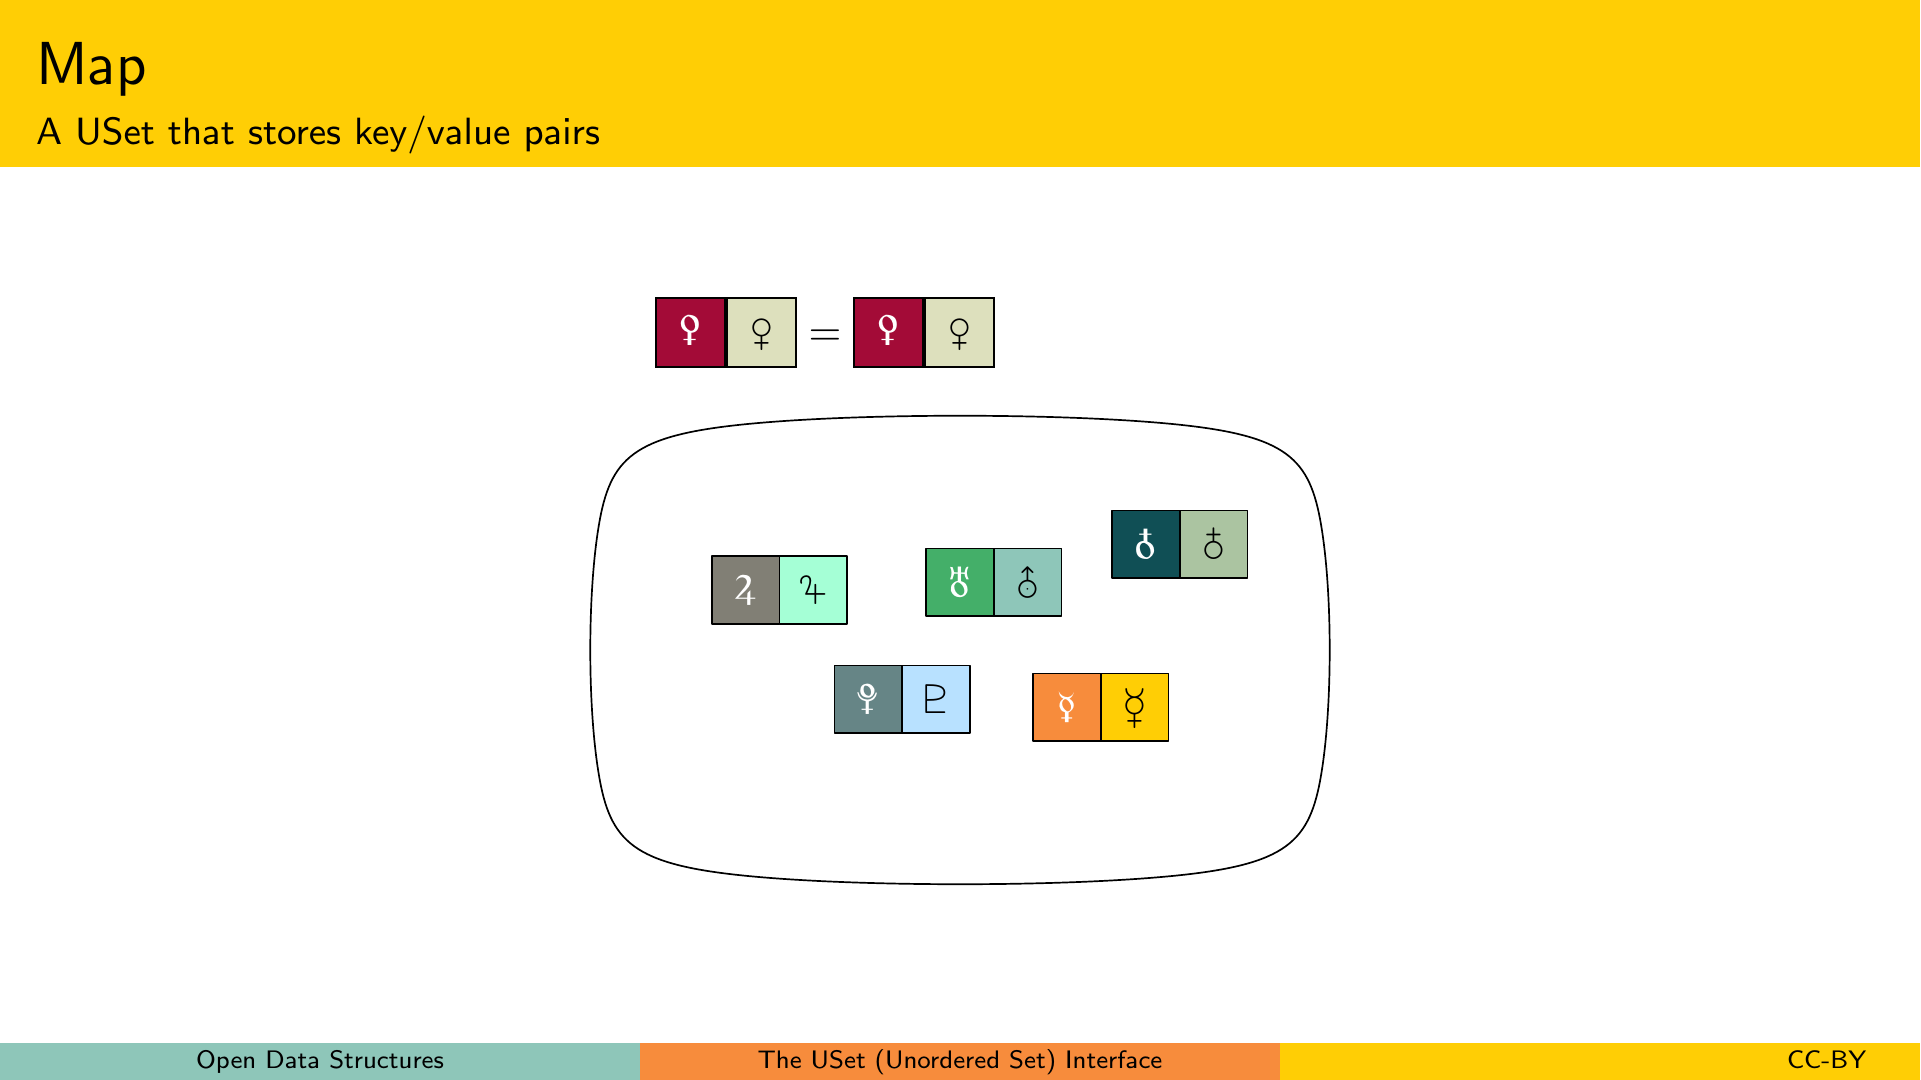 Map
A USet that stores key/value pairs
♀ ♀ = ♀ ♀
♁ ♁
♃ ♃ ♅ ⛢
♇ ♇ ☿ ☿
Open Data Structures The USet (Unordered Set) Interface CC-BY